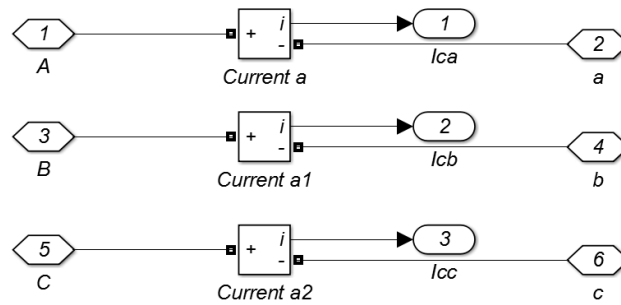 1
A
+
i
-
Current a
1
Ica
2
a
3
B
+
i
-
Current a1
2
Icb
4
b
5
C
+
i
-
Current a2
3
Icc
6
c